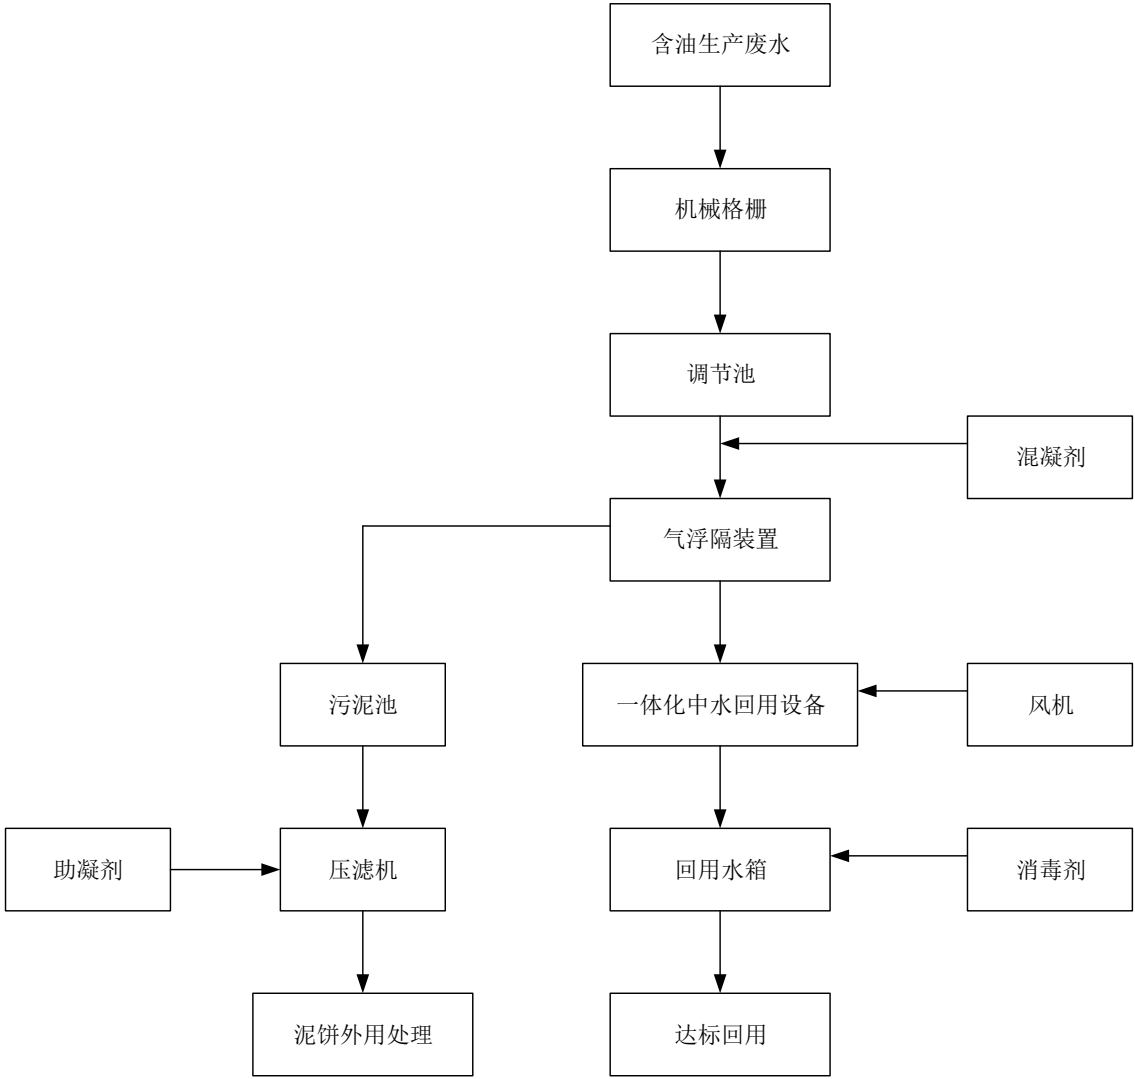 含油生产废水
机械格栅
调节池
混凝剂
气浮隔装置
污泥池
一体化中水回用设备
风机
助凝剂
压滤机
回用水箱
消毒剂
泥饼外用处理
达标回用